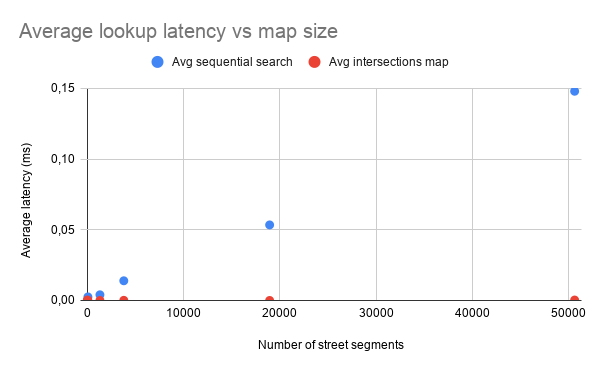 Average lookup latency vs map size
Avg sequential search
Avg intersections map
Average latency (ms)
0,15
0,10
0,05
0,00
0
10000
20000
30000
40000
50000
Number of street segments